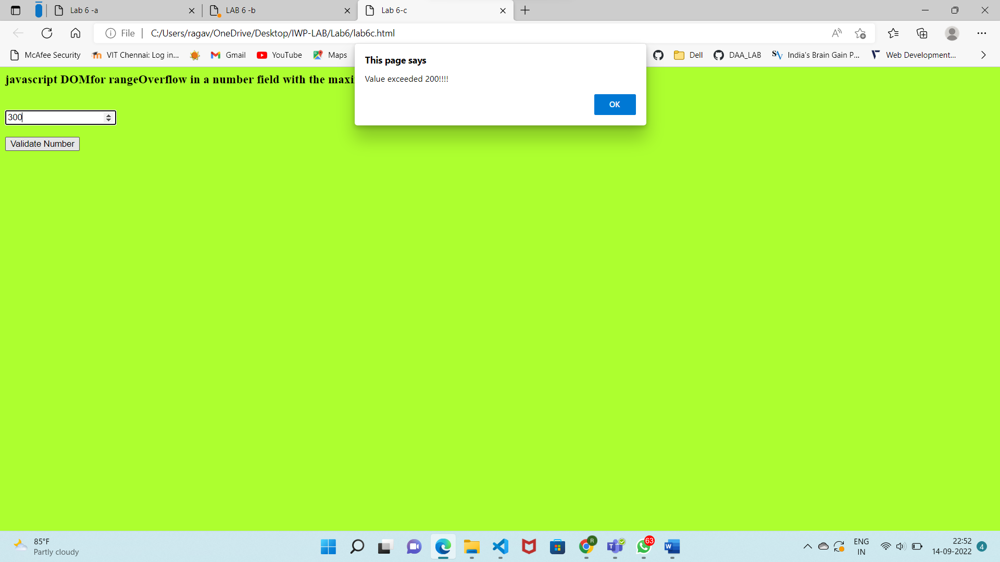 Lab 6 -a
LAB 6 -b
Lab 6-c
File
C:/Users/ragav/OneDrive/Desktop/IWP-LAB/Lab6/lab6c.html
McAfee Security
VIT Chennai: Log in...
Gmail
YouTube
Maps
Dell
DAA_LAB
India's Brain Gain P...
Web Development...
This page says
Value exceeded 200!!!!
OK
javascript DOMfor rangeOverflow in a number field with the
300
Validate Number
85°F
Partly cloudy
R
63
ENG
IN
22:52
14-09-2022
4